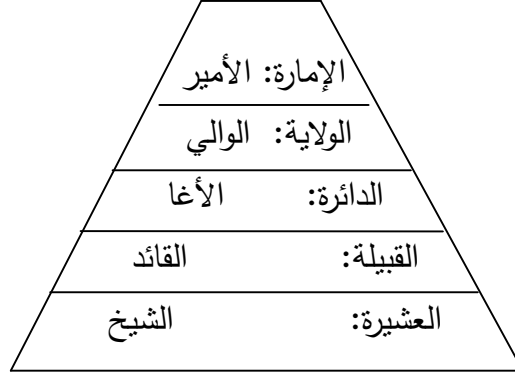 الإمارة: الأمير
الولاية: الوالي
الدائرة: الأغا
القبيلة: القائد
العشيرة: الشيخ